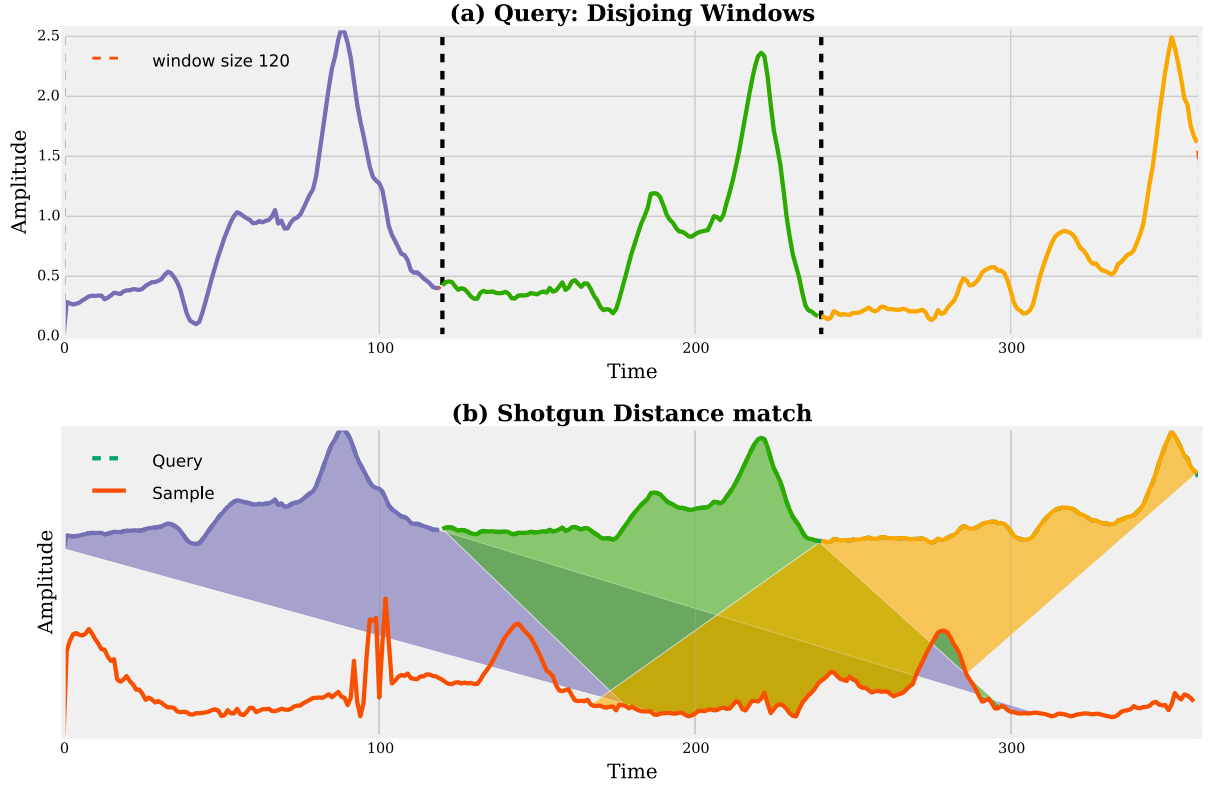 (a) Query: Disjoing Windows
2.5
window size 120
2.0
1.5
1.0
0.5
0.0
Amplitude
0 100 200 300
Time
(b) Shotgun Distance match
Query
Sample
Amplitude
0 100 200 300
Time